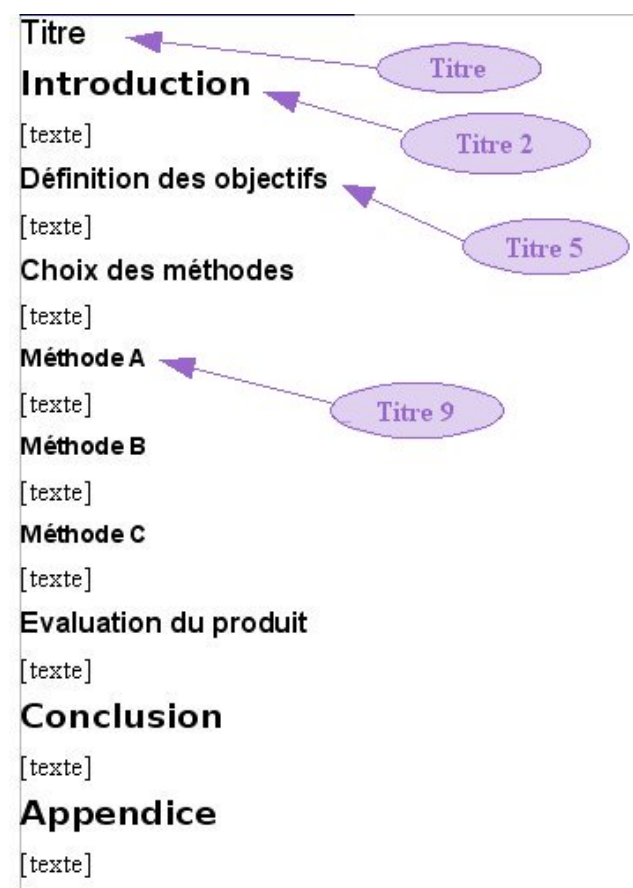 Titre
Titre
Introduction
Titre 2
[texte]
Définition des objectifs
[texte]
Titre 5
Choix des méthodes
[texte]
Méthode A
[texte]
Titre 9
Méthode B
[texte]
Méthode C
[texte]
Evaluation du produit
[texte]
Conclusion
[texte]
Appendice
[texte]